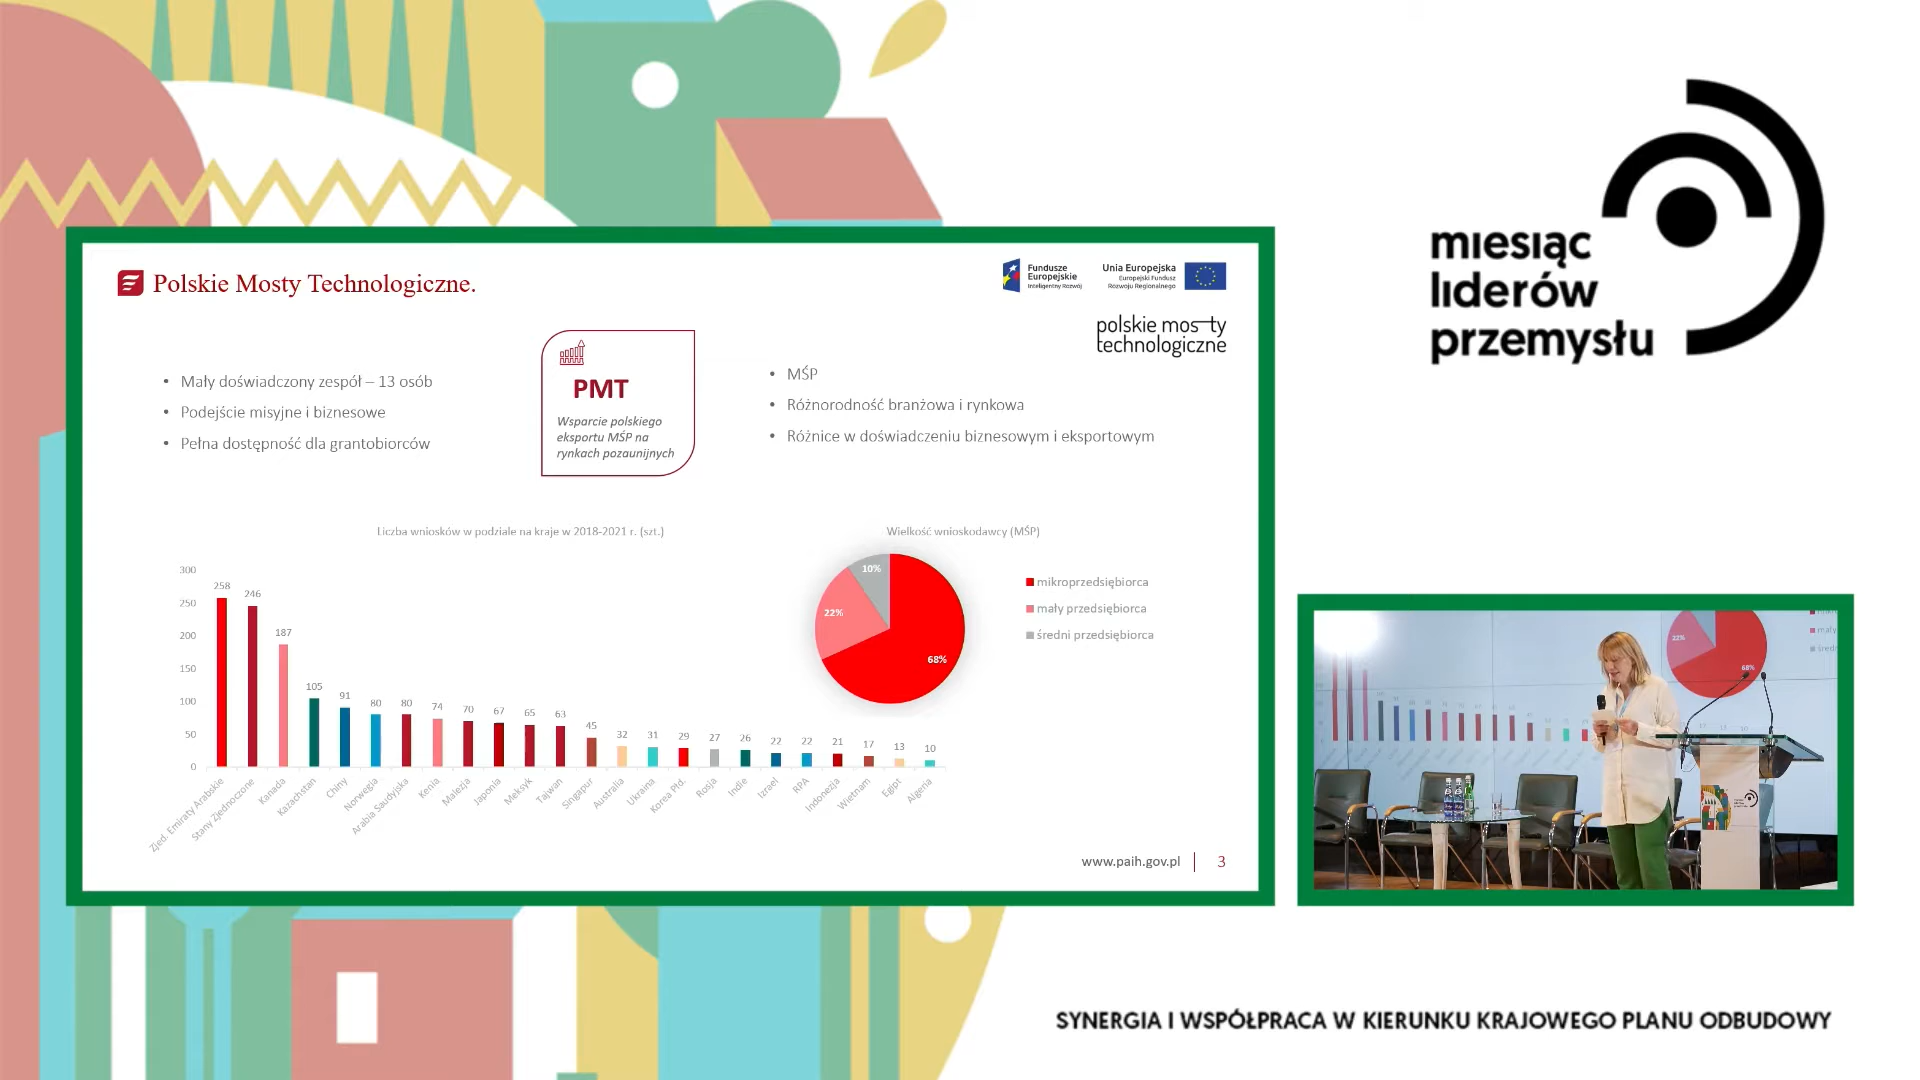 miesiąc
liderów
przemysłu
Polskie Mosty Technologiczne.
Fundusze
Europejskie
Inteligentny Rozwój
Unia Europejska
Europejski Fundusz
Rozwoju Regionalnego
polskie mosty
technologiczne
Mały doświadczony zespół – 13 osób
Podejście misyjne i biznesowe
Pełna dostępność dla grantobiorców
PMT
Wsparcie polskiego
eksportu MŚP na
rynkach pozaunijnych
MŚP
Różnorodność branżowa i rynkowa
Różnice w doświadczeniu biznesowym i eksportowym
Liczba wniosków w podziale na kraje w 2018-2021 r. (szt.)
300
250
200
150
100
50
0
258
246
187
105
91
80
80
74
70
67
65
63
45
32
31
29
27
26
22
22
21
17
13
10
Zjed. Emiraty Arabskie
Stany Zjednoczone
Kanada
Kazachstan
Chiny
Norwegia
Arabia Saudyjska
Kenia
Malezja
Japonia
Meksyk
Tajwan
Singapur
Australia
Ukraina
Korea Płd.
Rosja
Indie
Izrael
RPA
Indonezja
Wietnam
Egipt
Algeria
Wielkość wnioskodawcy (MŚP)
10%
22%
68%
mikroprzedsiębiorca
mały przedsiębiorca
średni przedsiębiorca
www.paih.gov.pl
3
22%
68%
SYNERGIA I WSPÓŁPRACA W KIERUNKU KRAJOWEGO PLANU ODBUDOWY